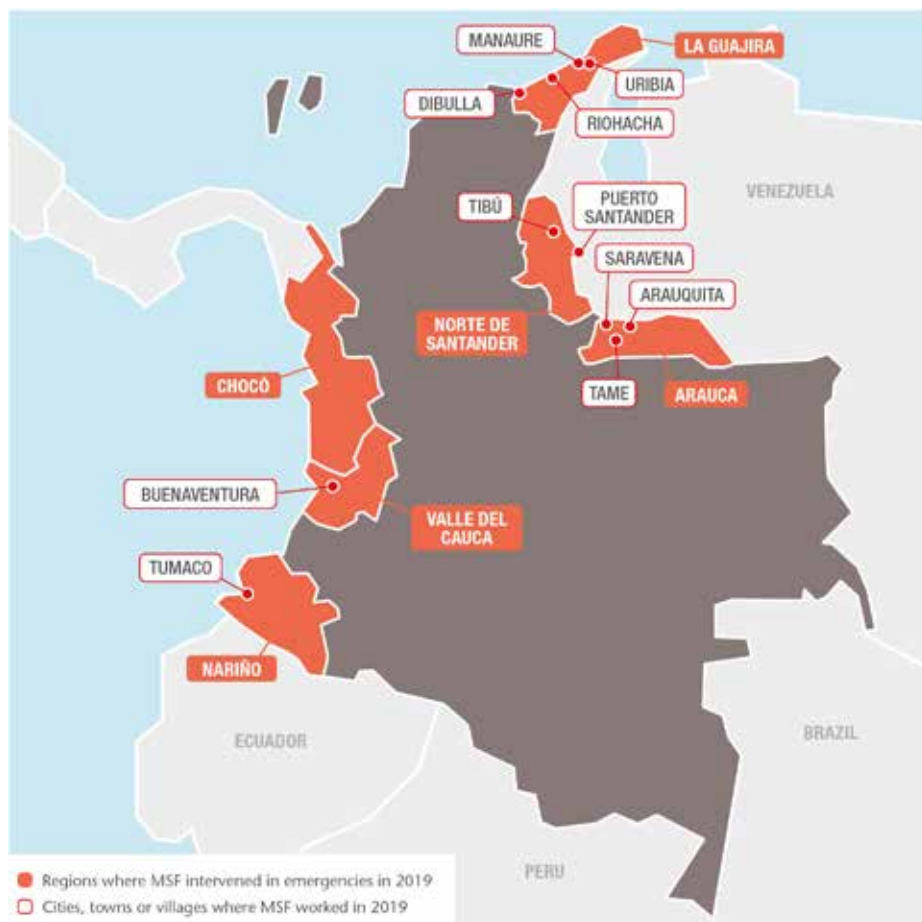 MANAURE
LA GUAJIRA
URIBIA
DIBULLA
RIOHACHA
VENEZUELA
TIBÚ
PUERTO
SANTANDER
SARAVENA
ARAUQUITA
NORTE DE
SANTANDER
CHOCÓ
TAME
ARAUCA
BUENAVENTURA
VALLE DEL
CAUCA
TUMACO
NARIÑO
ECUADOR
BRAZIL
PERU
Regions where MSF intervened in emergencies in 2019
Cities, towns or villages where MSF worked in 2019